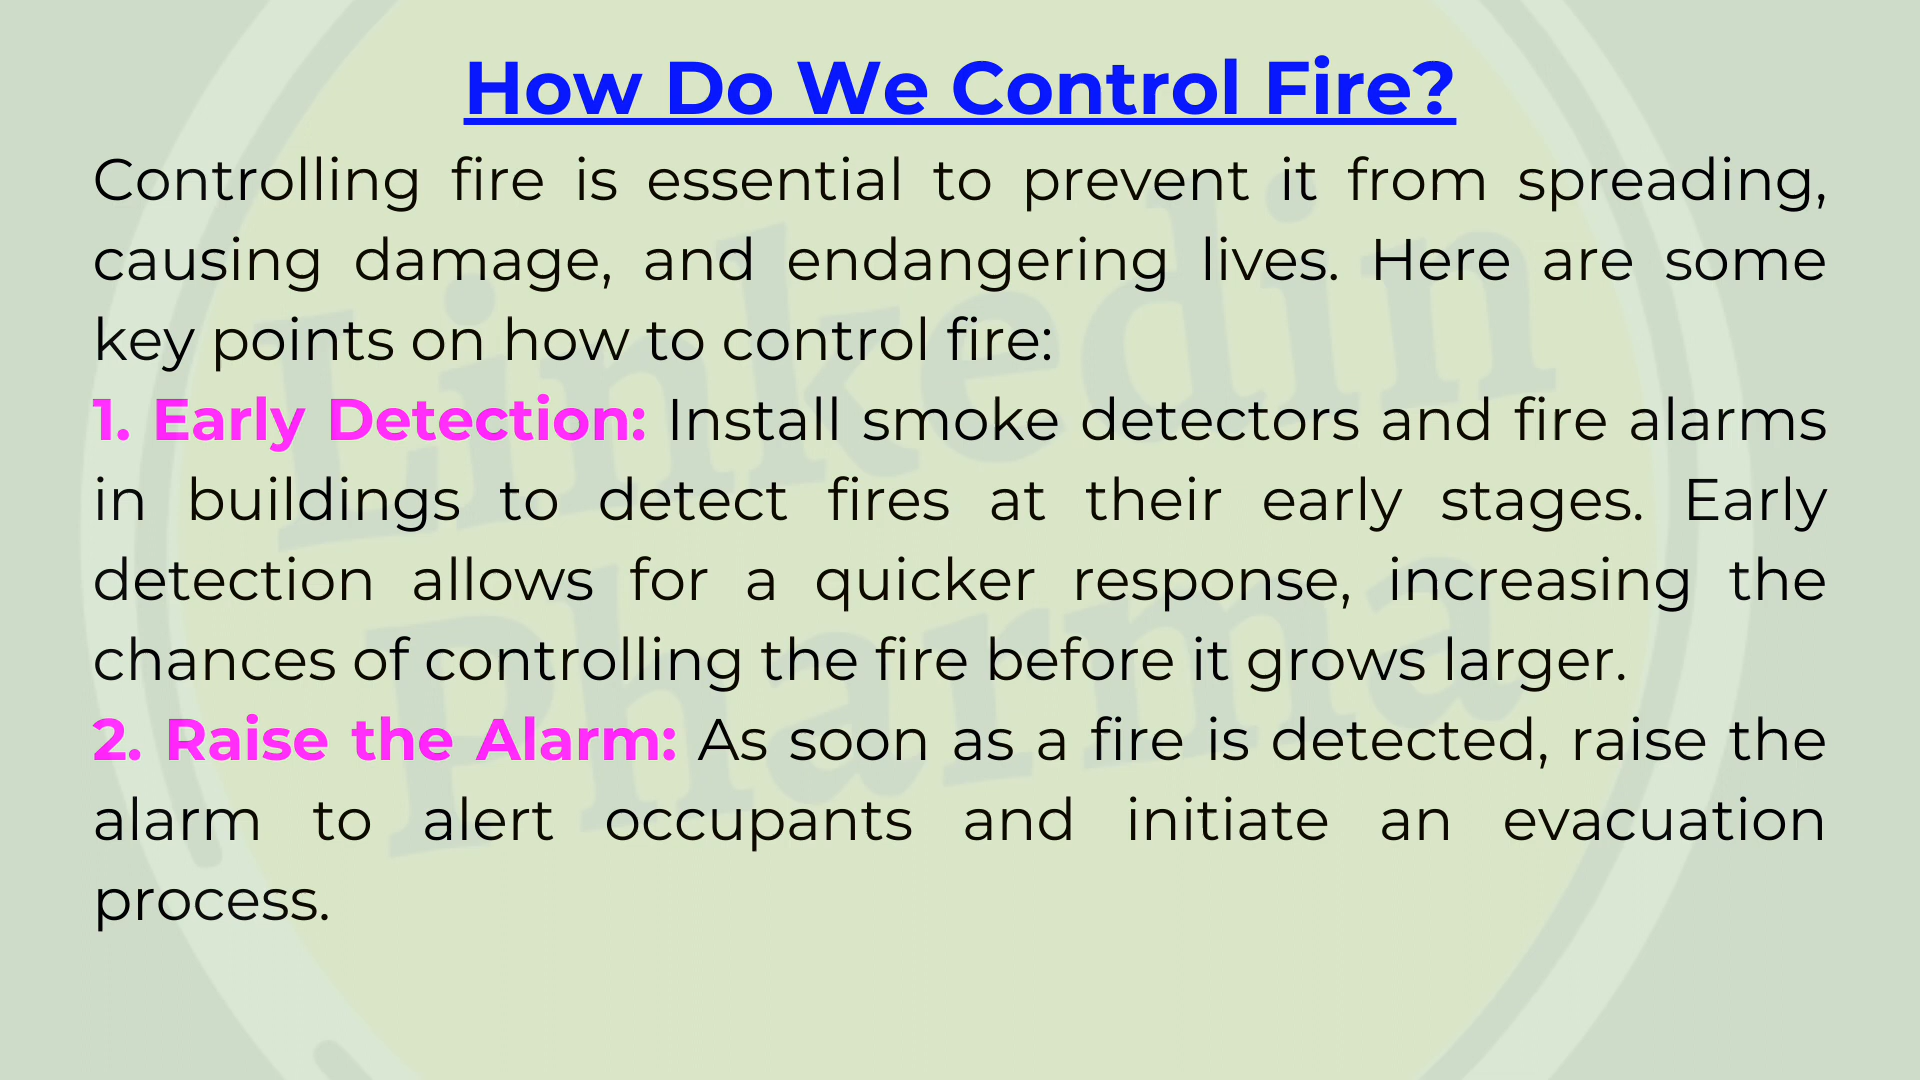 How Do We Control Fire?
Controlling fire is essential to prevent it from spreading,
causing damage, and endangering lives. Here are some
key points on how to control fire:
1. Early Detection: Install smoke detectors and fire alarms
in buildings to detect fires at their early stages. Early
detection allows for a quicker response, increasing the
chances of controlling the fire before it grows larger.
2. Raise the Alarm: As soon as a fire is detected, raise the
alarm to alert occupants and initiate an evacuation
process.
Linkedin
Pharma